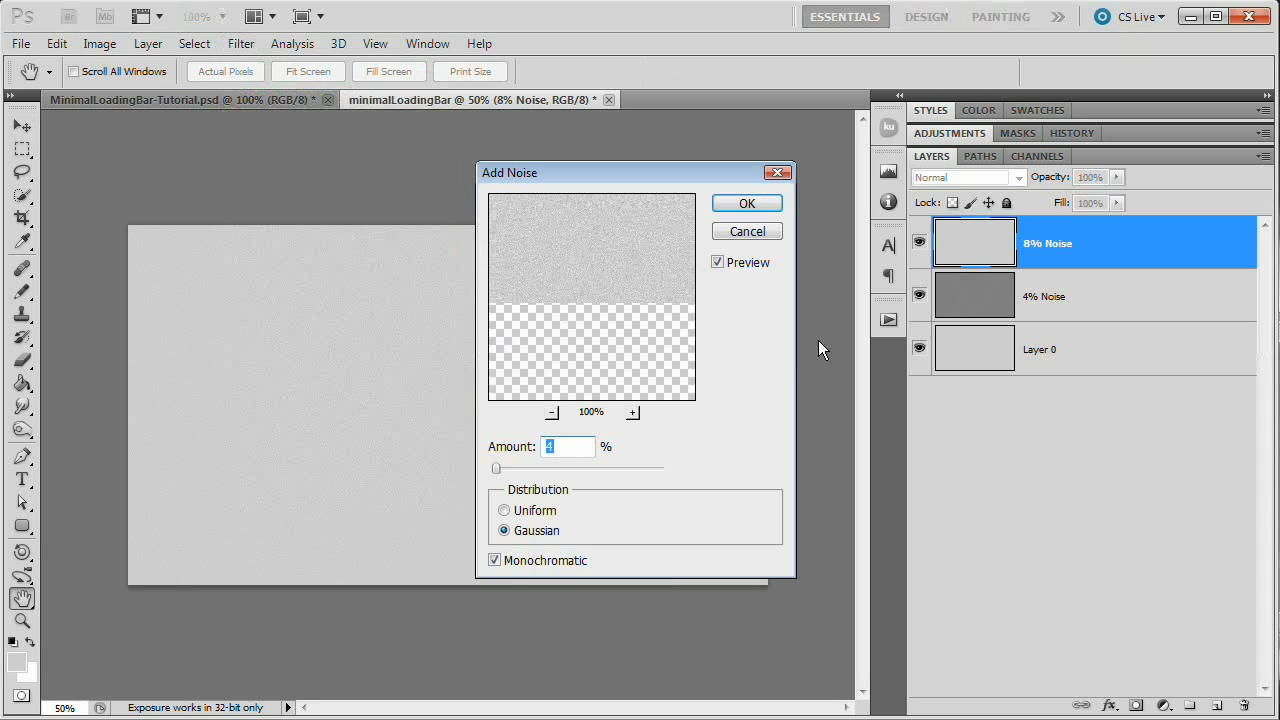 Ps Br Mb 100% ESSENTIALS DESIGN PAINTING CS Live
File Edit Image Layer Select Filter Analysis 3D View Window Help
Scroll All Windows Actual Pixels Fit Screen Fill Screen Print Size
MinimalLoadingBar-Tutorial.psd @ 100% (RGB/8) * minimalLoadingBar @ 50% (8% Noise, RGB/8) *
STYLES COLOR SWATCHES
ku
ADJUSTMENTS MASKS HISTORY
LAYERS PATHS CHANNELS
Normal Opacity: 100%
Lock: Fill: 100%
8% Noise
4% Noise
Layer 0
Add Noise
OK
Cancel
Preview
100%
Amount: 4 %
Distribution
Uniform
Gaussian
Monochromatic
50% Exposure works in 32-bit only
fx